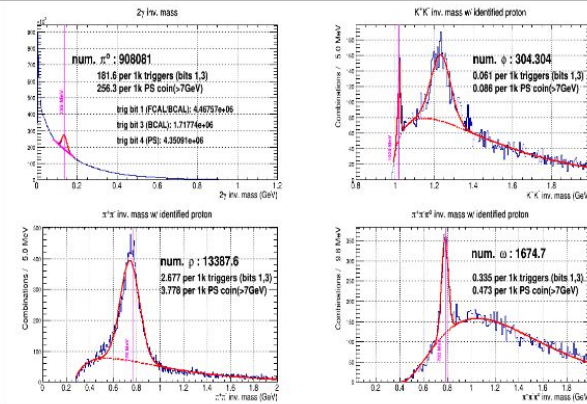 2γ inv. mass
num. π⁰ : 908081
181.6 per 1k triggers (bits 1,3)
256.3 per 1k PS coin(>7GeV)
trig bit 1 (FCAL/BCAL): 4.46757e+06
trig bit 3 (BCAL): 1.71774e+06
trig bit 4 (PS): 4.35091e+06
0 0.2 0.4 0.6 0.8 1 1.2
2γ inv. mass (GeV)
K⁺K⁻ inv. mass w/ identified proton
Combinations / 5.0 MeV
num. ϕ : 304.304
0.061 per 1k triggers (bits 1,3)
0.086 per 1k PS coin(>7GeV)
1 1.2 1.4 1.6 1.8
K⁺K⁻ inv. mass (GeV)
π⁺π⁻ inv. mass w/ identified proton
Combinations / 5.0 MeV
num. ρ : 13387.6
2.677 per 1k triggers (bits 1,3)
3.778 per 1k PS coin(>7GeV)
0 0.2 0.4 0.6 0.8 1 1.2 1.4 1.6 1.8 2
π⁺π⁻ inv. mass (GeV)
π⁺π⁻π⁰ inv. mass w/ identified proton
num. ω : 1674.7
0.335 per 1k triggers (bits 1,3)
0.473 per 1k PS coin(>7GeV)
0.2 0.4 0.6 0.8 1 1.2 1.4 1.6 1.8
π⁺π⁻π⁰ inv. mass (GeV)